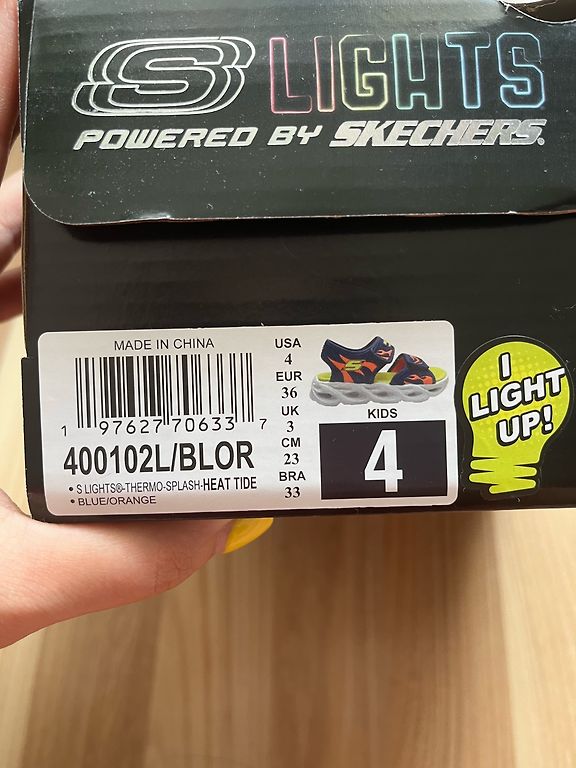 S LIGHTS
POWERED BY SKECHERS.
MADE IN CHINA
1 97627 70633 7
400102L/BLOR
• S LIGHTS®-THERMO-SPLASH-HEAT TIDE
• BLUE/ORANGE
USA
4
EUR
36
UK
3
CM
23
BRA
33
S
KIDS
4
I
LIGHT
UP!